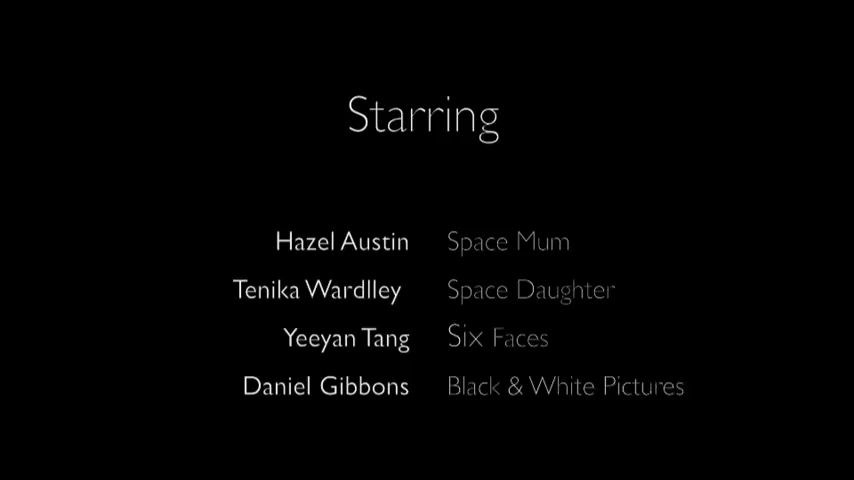 Starring
Hazel Austin Space Mum
Tenika Wardlley Space Daughter
Yeeyan Tang Six Faces
Daniel Gibbons Black & White Pictures